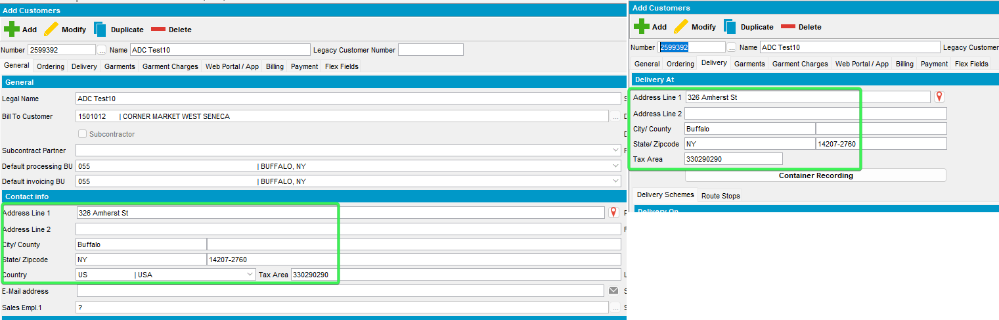 Add Customers
Add Modify Duplicate Delete
Number 2599392 ... Name ADC Test10 Legacy Customer Number
General Ordering Delivery Garments Garment Charges Web Portal / App Billing Payment Flex Fields
General
Legal Name ADC Test10
Bill To Customer 1501012 | CORNER MARKET WEST SENECA ...
Subcontractor
Subcontract Partner
Default processing BU 055 | BUFFALO, NY
Default invoicing BU 055 | BUFFALO, NY
Contact info
Address Line 1 326 Amherst St
Address Line 2
City/ County Buffalo
State/ Zipcode NY 14207-2760
Country US | USA Tax Area 330290290
E-Mail address
Sales Empl.1 ? ...
Add Customers
Add Modify Duplicate Delete
Number 2599392 ... Name ADC Test10 Legacy Customer
General Ordering Delivery Garments Garment Charges Web Portal / App Billing Payment Flex Fields
Delivery At
Address Line 1 326 Amherst St
Address Line 2
City/ County Buffalo
State/ Zipcode NY 14207-2760
Tax Area 330290290
Container Recording
Delivery Schemes Route Stops
Delivery On